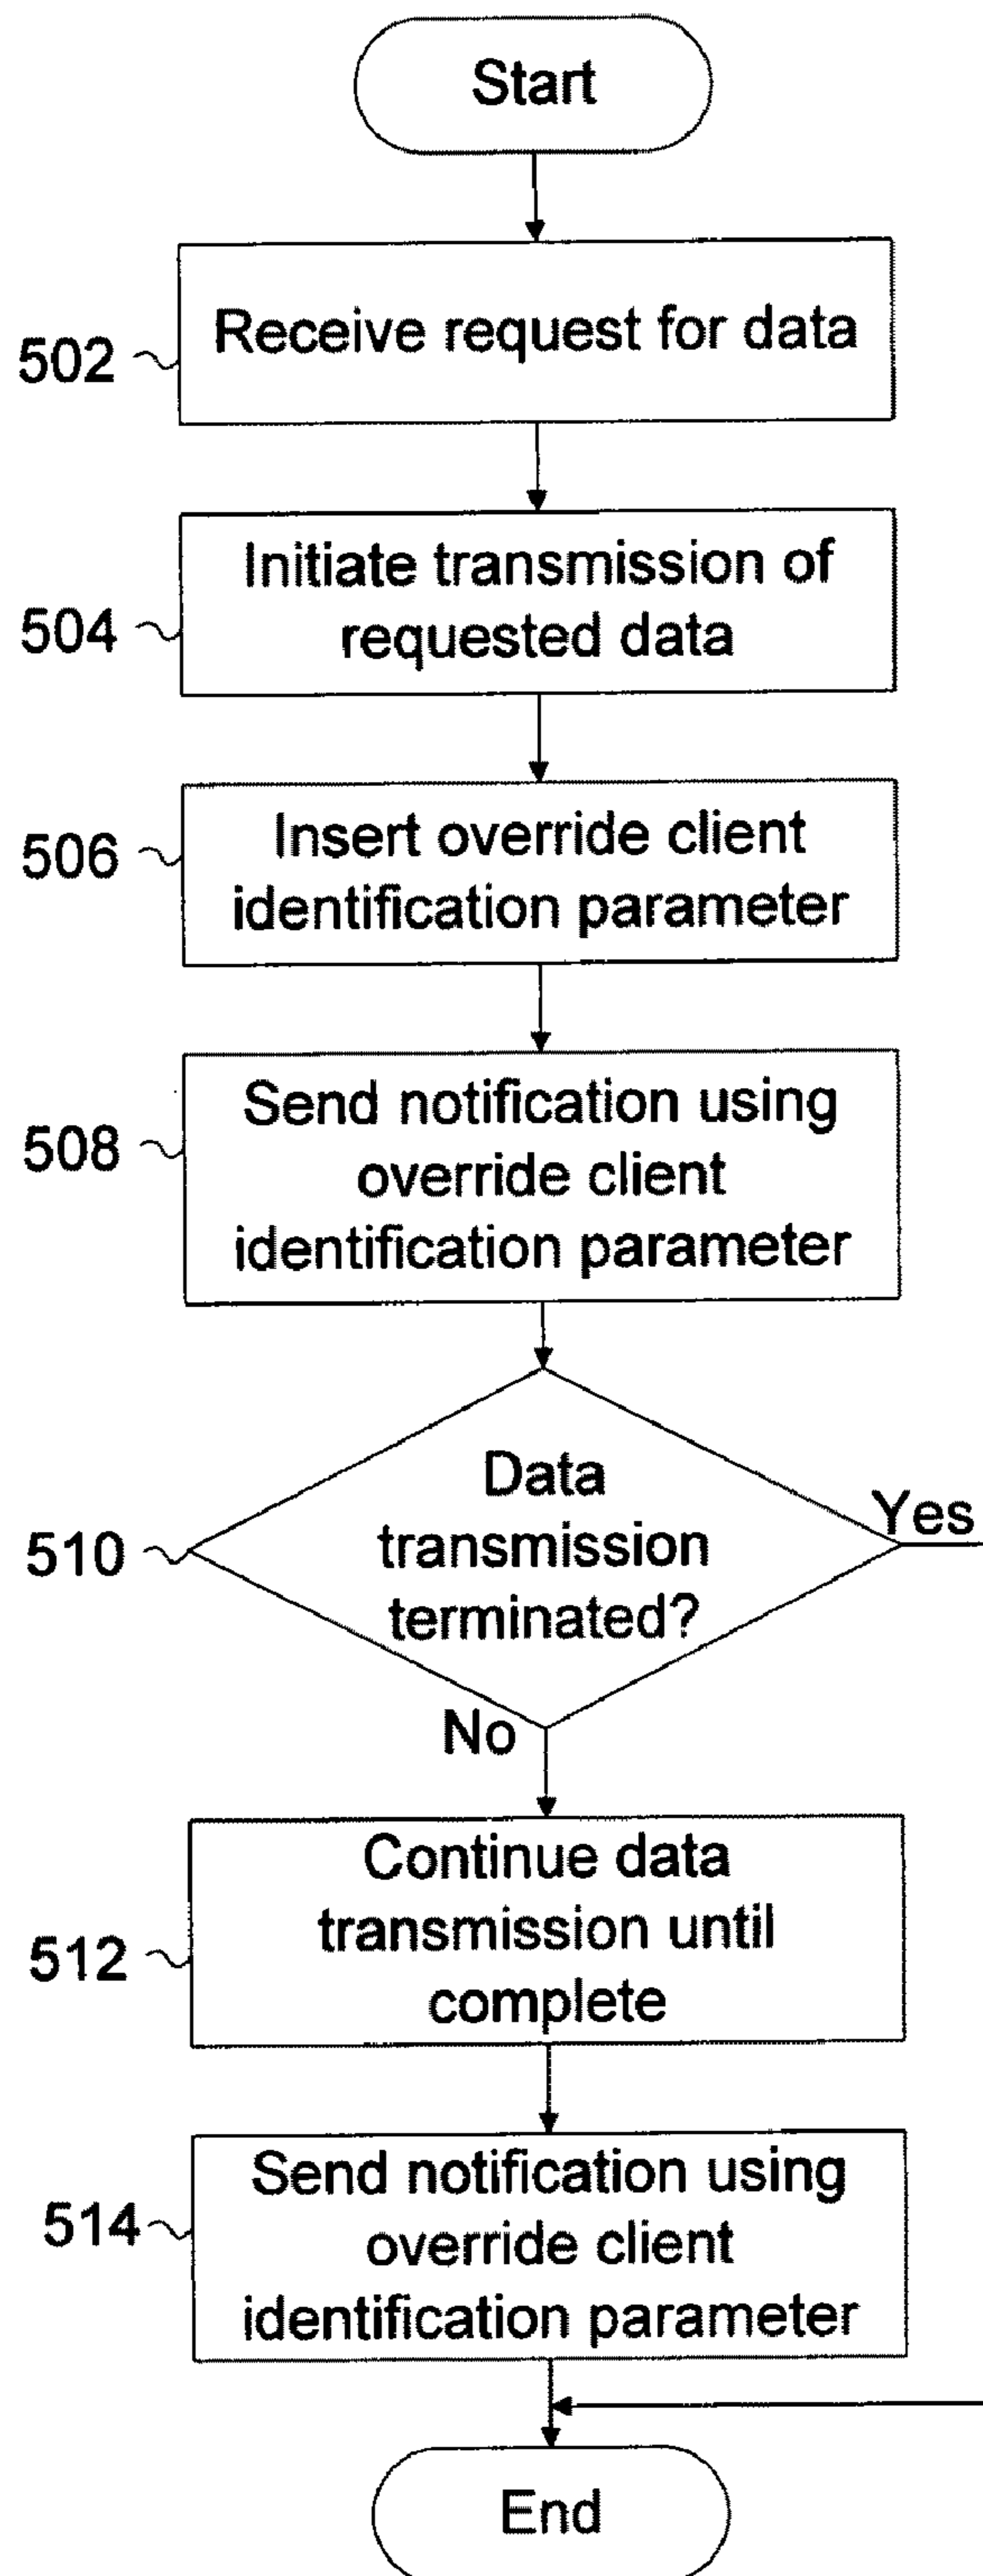 Start
502
Receive request for data
504
Initiate transmission of
requested data
506
Insert override client
identification parameter
508
Send notification using
override client
identification parameter
510
Data
transmission
terminated?
Yes
No
512
Continue data
transmission until
complete
514
Send notification using
override client
identification parameter
End